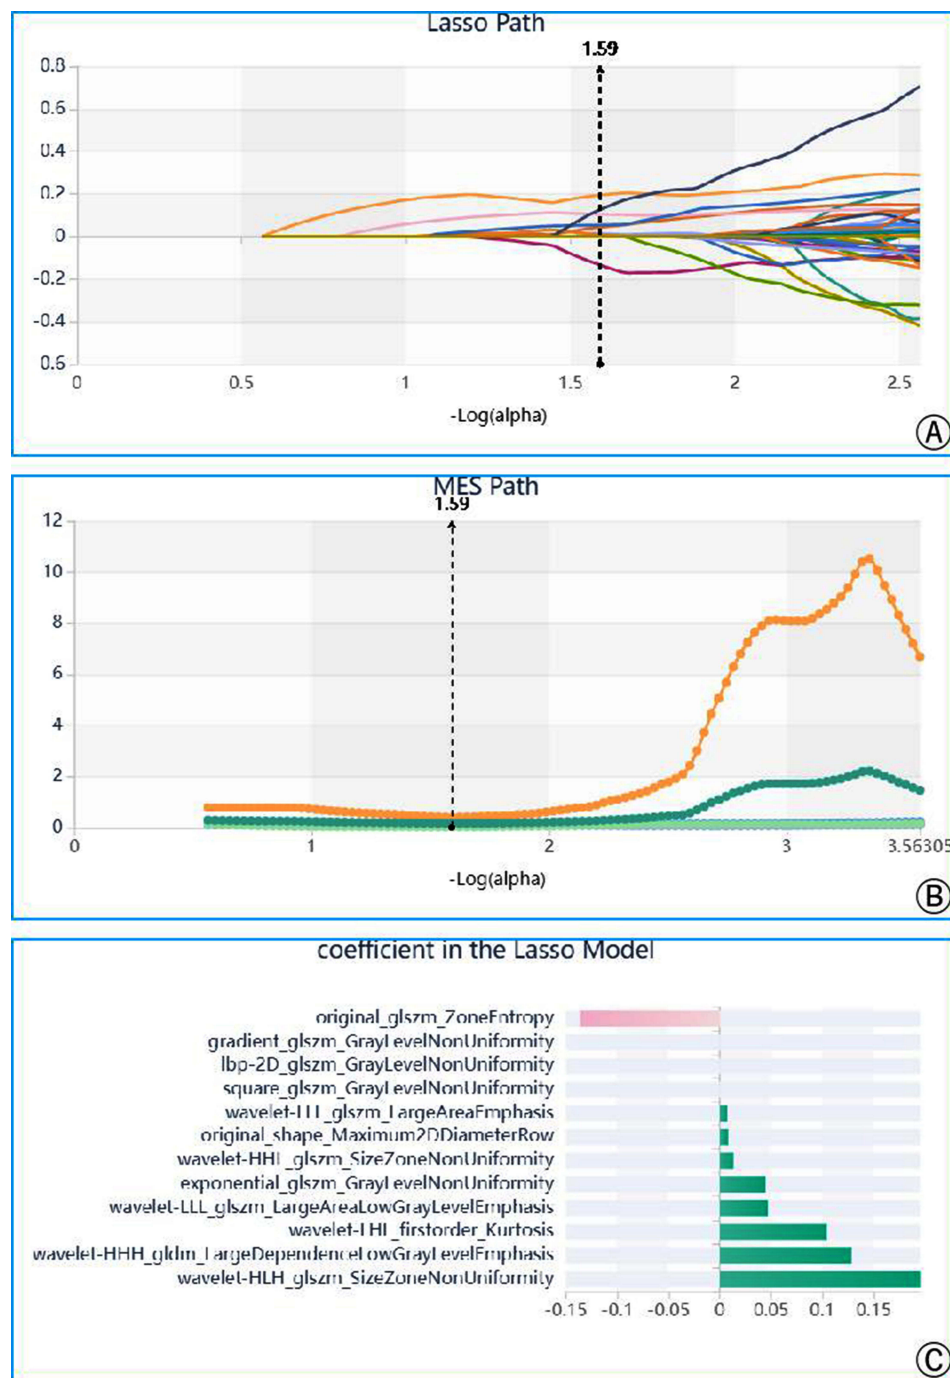 Lasso Path
1.59
0.8
0.6
0.4
0.2
0
-0.2
-0.4
0.6
0 0.5 1 1.5 2 2.5
-Log(alpha)
A
MES Path
1.59
12
10
8
6
4
2
0
0 1 2 3 3.56305
-Log(alpha)
B
coefficient in the Lasso Model
original_glszm_ZoneEntropy
gradient_glszm_GrayLevelNonUniformity
lbp-2D_glszm_GrayLevelNonUniformity
square_glszm_GrayLevelNonUniformity
wavelet-LLL_glszm_LargeAreaEmphasis
original_shape_Maximum2DDiameterRow
wavelet-HHL_glszm_SizeZoneNonUniformity
exponential_glszm_GrayLevelNonUniformity
wavelet-LLL_glszm_LargeAreaLowGrayLevelEmphasis
wavelet-LHL_firstorder_Kurtosis
wavelet-HHH_gldm_LargeDependenceLowGrayLevelEmphasis
wavelet-HLH_glszm_SizeZoneNonUniformity
-0.15 -0.1 -0.05 0 0.05 0.1 0.15
C